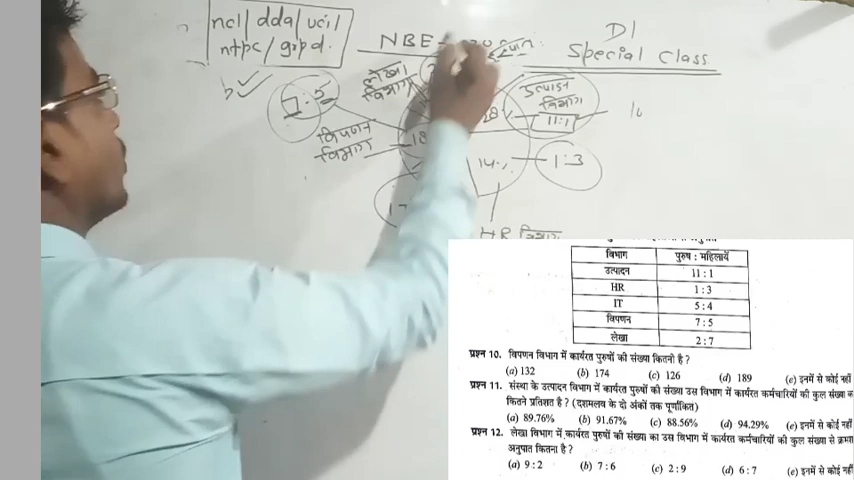 ncl/ dda/ uci/
ntpc/ grp d.
NBE
DI
Special Class
7:5
लेखा
विभाग
उत्पादन
विभाग
11:1
विपणन
विभाग
18
14%
1:3
HR विभाग
विभाग पुरुष : महिलायें
उत्पादन 11 : 1
HR 1 : 3
IT 5 : 4
विपणन 7 : 5
लेखा 2 : 7
प्रश्न 10. विपणन विभाग में कार्यरत पुरुषों की संख्या कितनी है ?
(a) 132 (b) 174 (c) 126 (d) 189 (e) इनमें से कोई नहीं
प्रश्न 11. संस्था के उत्पादन विभाग में कार्यरत पुरुषों की संख्या उस विभाग में कार्यरत कर्मचारियों की कुल संख्या क
कितने प्रतिशत है ? (दशमलव के दो अंकों तक पूर्णांकित)
(a) 89.76% (b) 91.67% (c) 88.56% (d) 94.29% (e) इनमें से कोई नहीं
प्रश्न 12. लेखा विभाग में कार्यरत पुरुषों की संख्या का उस विभाग में कार्यरत कर्मचारियों की कुल संख्या से क्रमश
अनुपात कितना है ?
(a) 9 : 2 (b) 7 : 6 (c) 2 : 9 (d) 6 : 7 (e) इनमें से कोई नहीं